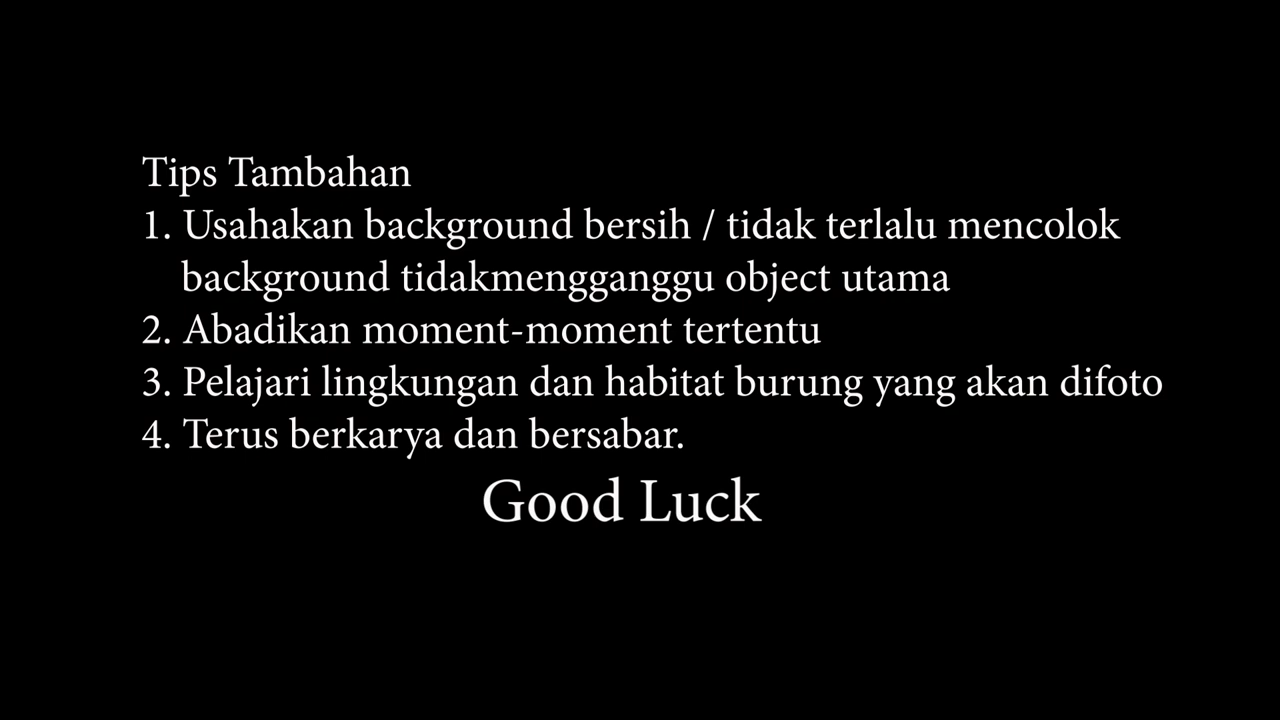 Tips Tambahan
1. Usahakan background bersih / tidak terlalu mencolok
background tidakmengganggu object utama
2. Abadikan moment-moment tertentu
3. Pelajari lingkungan dan habitat burung yang akan difoto
4. Terus berkarya dan bersabar.
Good Luck